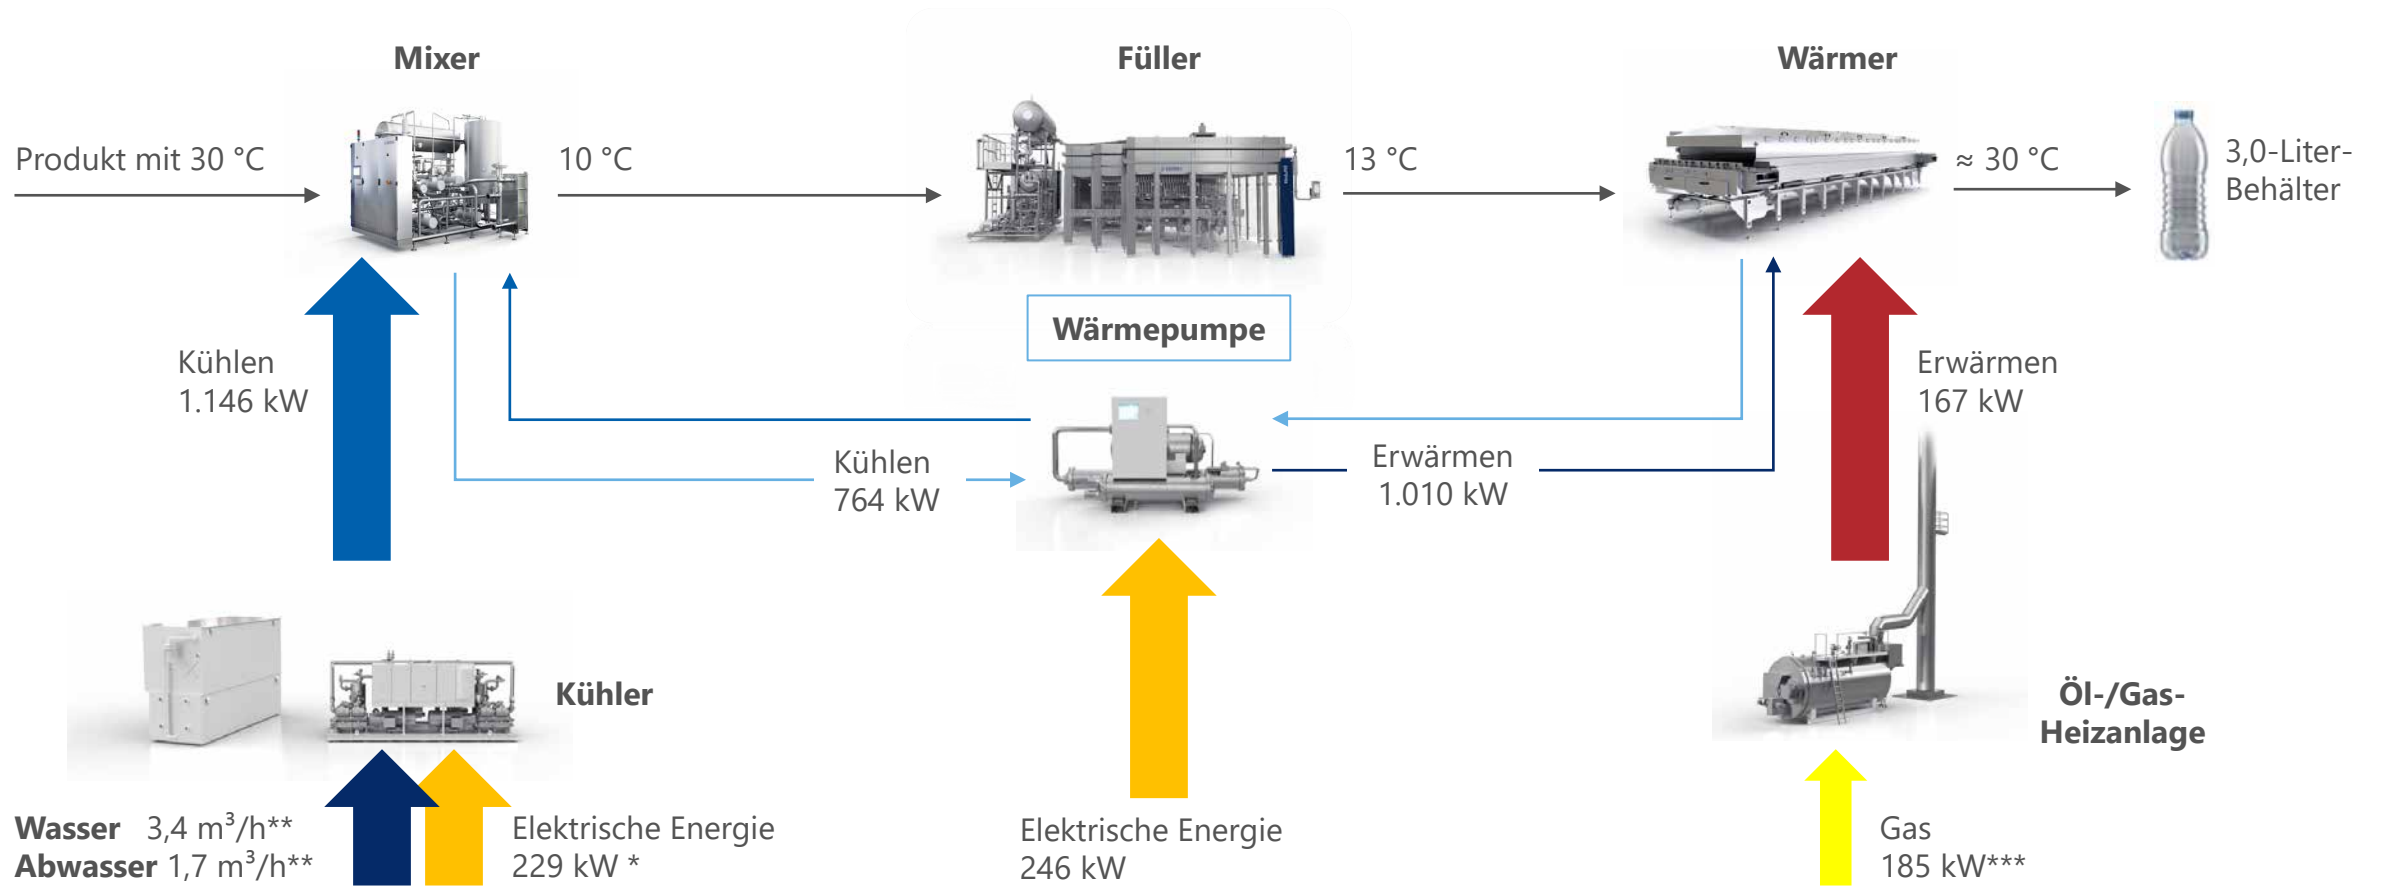 Mixer
Füller
Wärmer
Produkt mit 30 °C
10 °C
13 °C
≈ 30 °C
3,0-Liter-
Behälter
Wärmepumpe
Kühlen
1.146 kW
Erwärmen
167 kW
Kühlen
764 kW
Erwärmen
1.010 kW
Kühler
Öl-/Gas-
Heizanlage
Wasser 3,4 m³/h**
Abwasser 1,7 m³/h**
Elektrische Energie
229 kW *
Elektrische Energie
246 kW
Gas
185 kW***